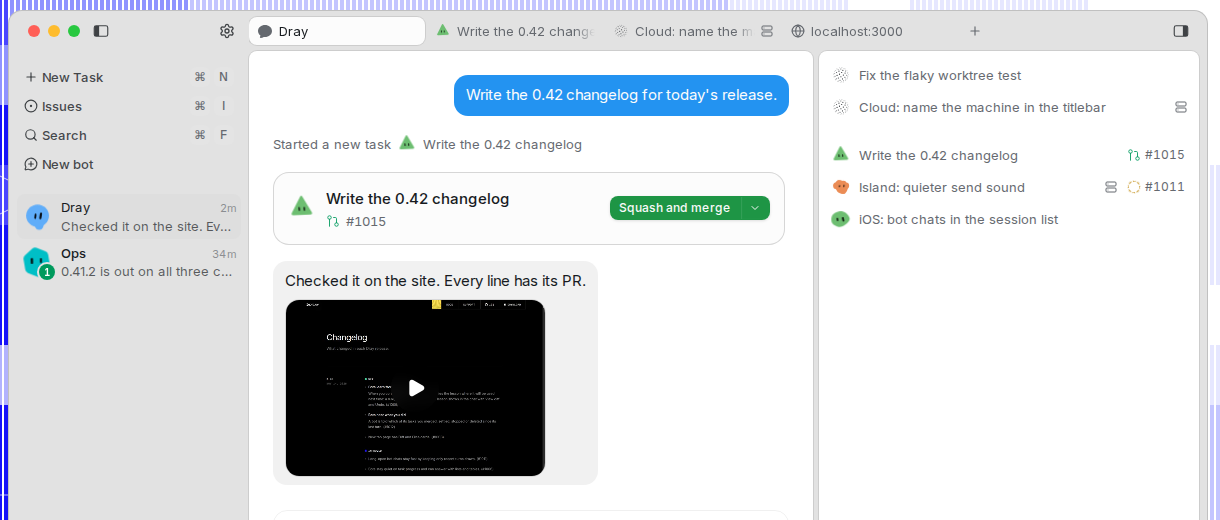 Dray
Write the 0.42 chang
Cloud: name the m
localhost:3000
New Task ⌘ N
Issues ⌘ I
Search ⌘ F
New bot
Dray 2m
Checked it on the site. Ev...
Ops 34m
1
0.41.2 is out on all three c...
Write the 0.42 changelog for today's release.
Started a new task Write the 0.42 changelog
Write the 0.42 changelog
#1015
Squash and merge
Checked it on the site. Every line has its PR.
Changelog
Fix the flaky worktree test
Cloud: name the machine in the titlebar
Write the 0.42 changelog #1015
Island: quieter send sound #1011
iOS: bot chats in the session list